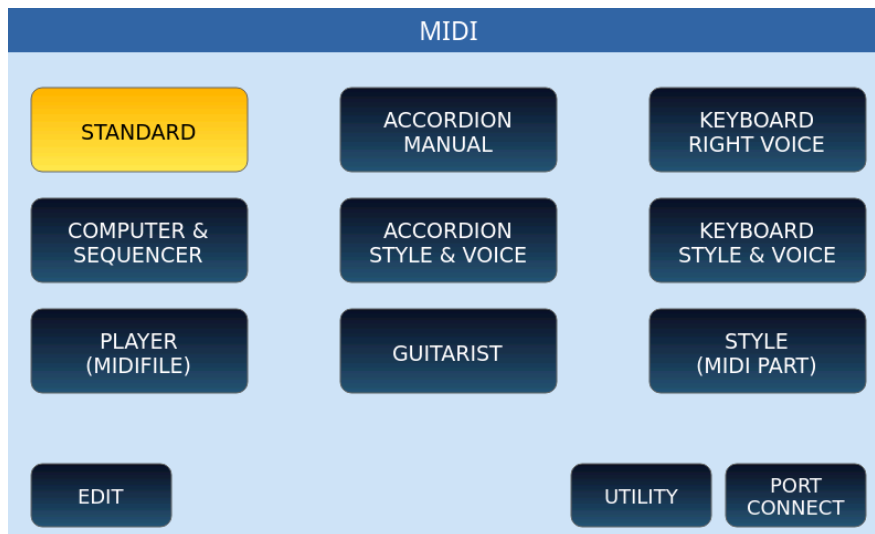 MIDI
STANDARD
ACCORDION
MANUAL
KEYBOARD
RIGHT VOICE
COMPUTER &
SEQUENCER
ACCORDION
STYLE & VOICE
KEYBOARD
STYLE & VOICE
PLAYER
(MIDIFILE)
GUITARIST
STYLE
(MIDI PART)
EDIT
UTILITY
PORT
CONNECT